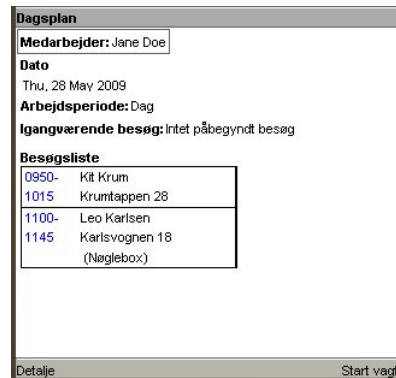 Dagsplan
Medarbejder: Jane Doe
Dato
Thu, 28 May 2009
Arbejdsperiode: Dag
Igangværende besøg: Intet påbegyndt besøg
Besøgsliste
0950- Kit Krum
1015 Krumtappen 28
1100- Leo Karlsen
1145 Karlsvognen 18
(Nøglebox)
Detalje Start vagt